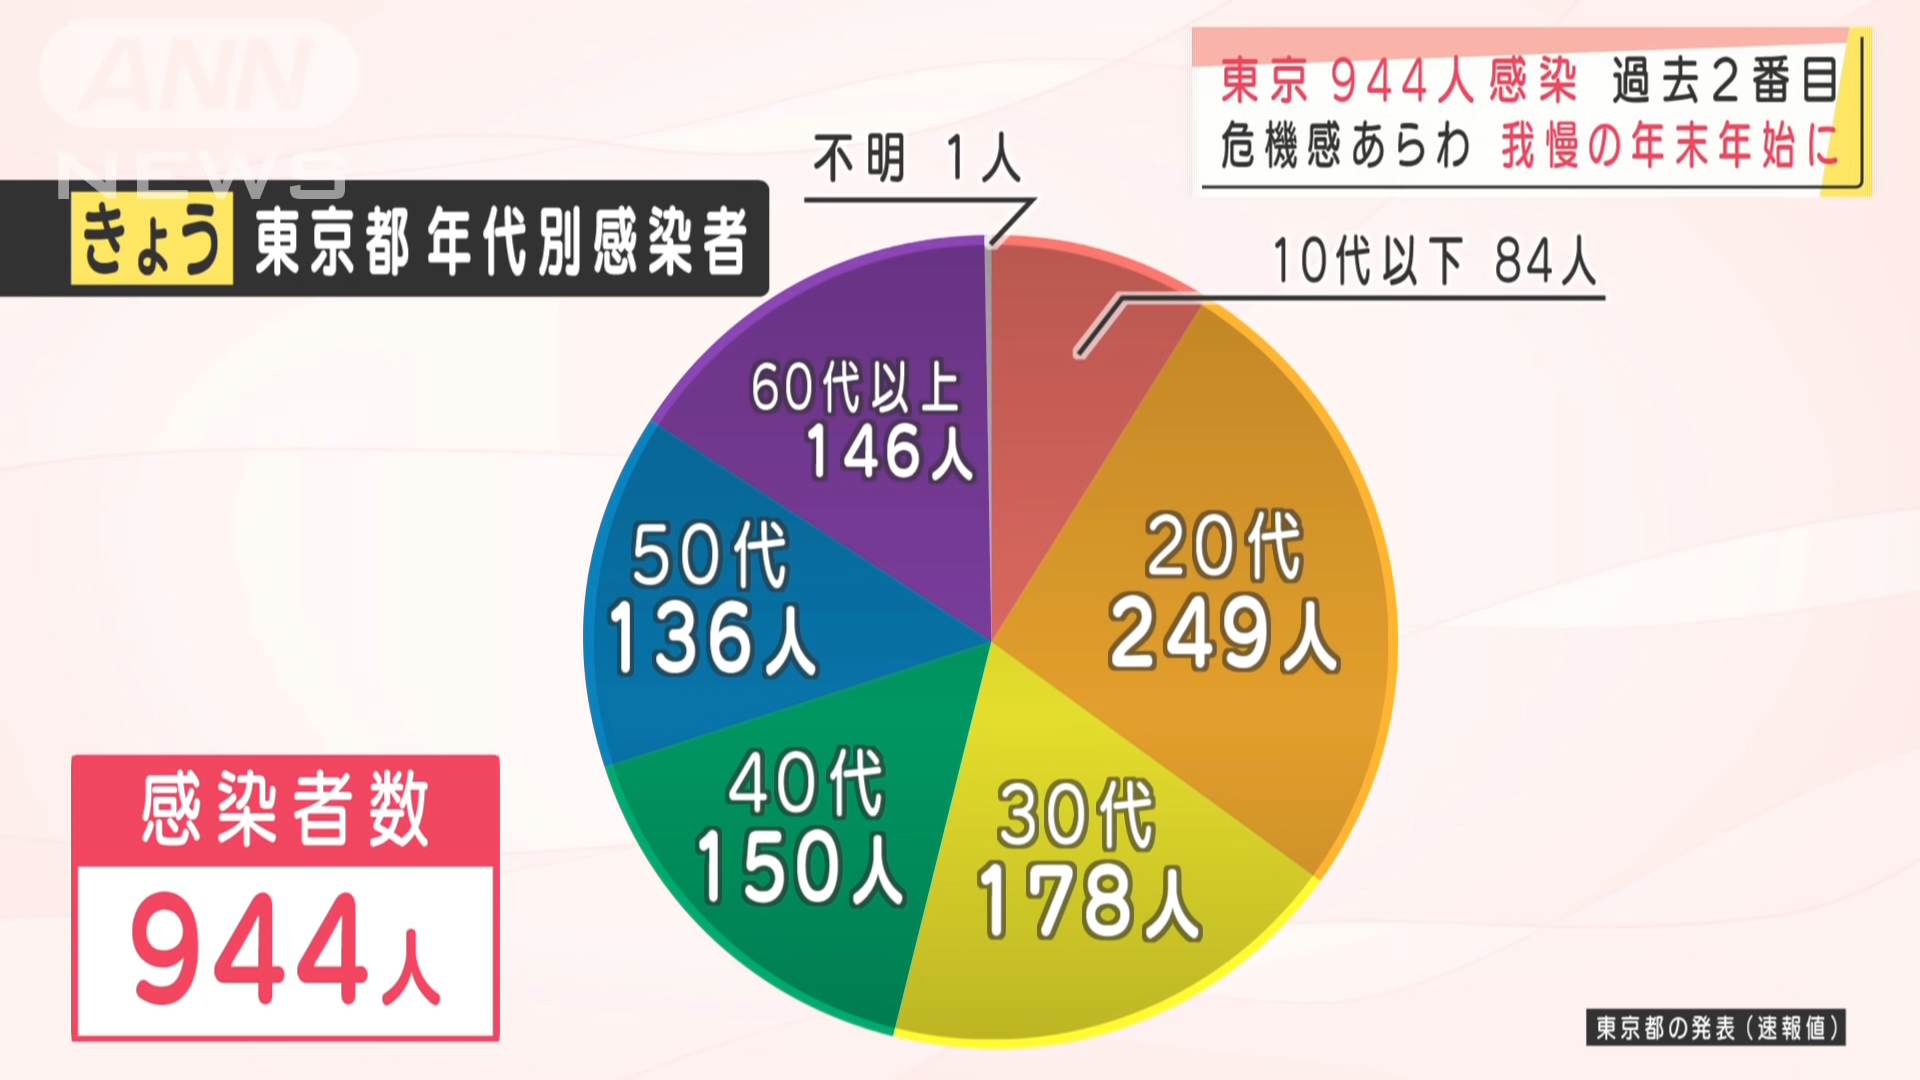 ANN
NEWS
東京 944人感染 過去2番目
危機感あらわ 我慢の年末年始に
きょう 東京都 年代別感染者
不明 1人
10代以下 84人
20代
249人
30代
178人
40代
150人
50代
136人
60代以上
146人
感染者数
944人
東京都の発表(速報値)